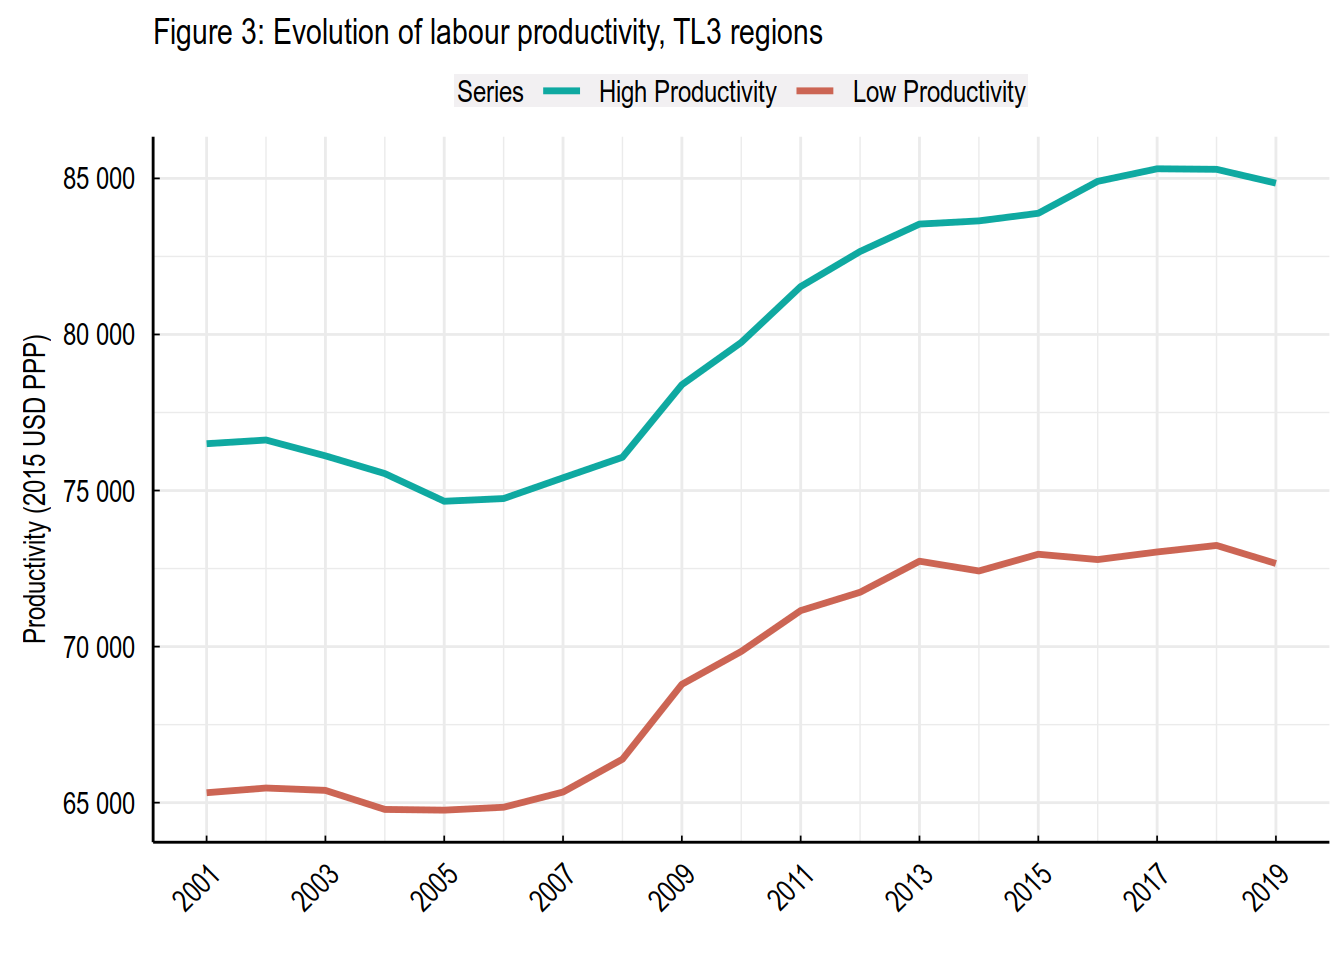 Figure 3: Evolution of labour productivity, TL3 regions
Series High Productivity Low Productivity
Productivity (2015 USD PPP)
85 000
80 000
75 000
70 000
65 000
2001 2003 2005 2007 2009 2011 2013 2015 2017 2019